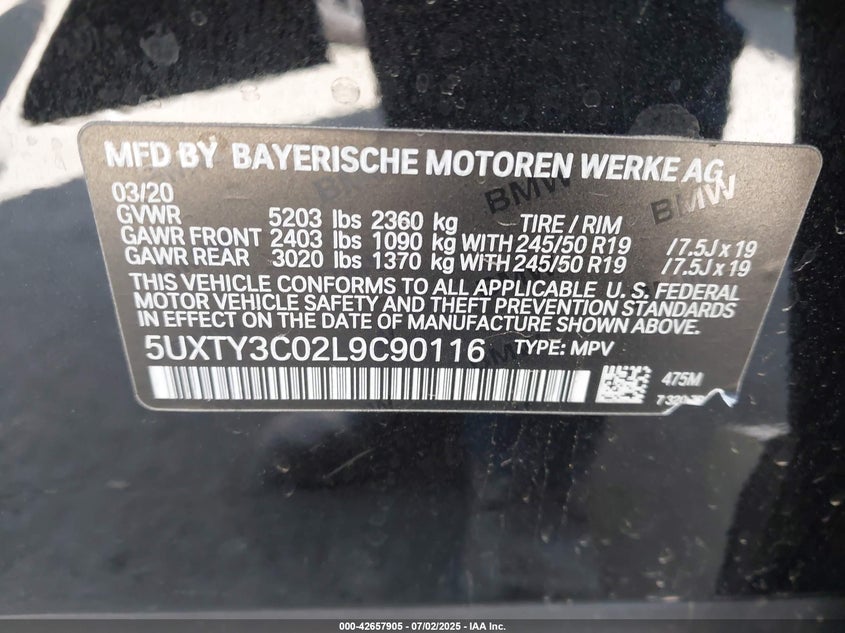 MFD BY BAYERISCHE MOTOREN WERKE AG
BMW BMW
03/20
GVWR 5203 lbs 2360 kg TIRE / RIM
GAWR FRONT 2403 lbs 1090 kg WITH 245/50 R19 / 7.5J x 19
GAWR REAR 3020 lbs 1370 kg WITH 245/50 R19 / 7.5J x 19
THIS VEHICLE CONFORMS TO ALL APPLICABLE U. S. FEDERAL
MOTOR VEHICLE SAFETY AND THEFT PREVENTION STANDARDS
IN EFFECT ON THE DATE OF MANUFACTURE SHOWN ABOVE.
5UXTY3C02L9C90116 TYPE: MPV
475M
000-42657905 / 07/02/2025 - IAA Inc.